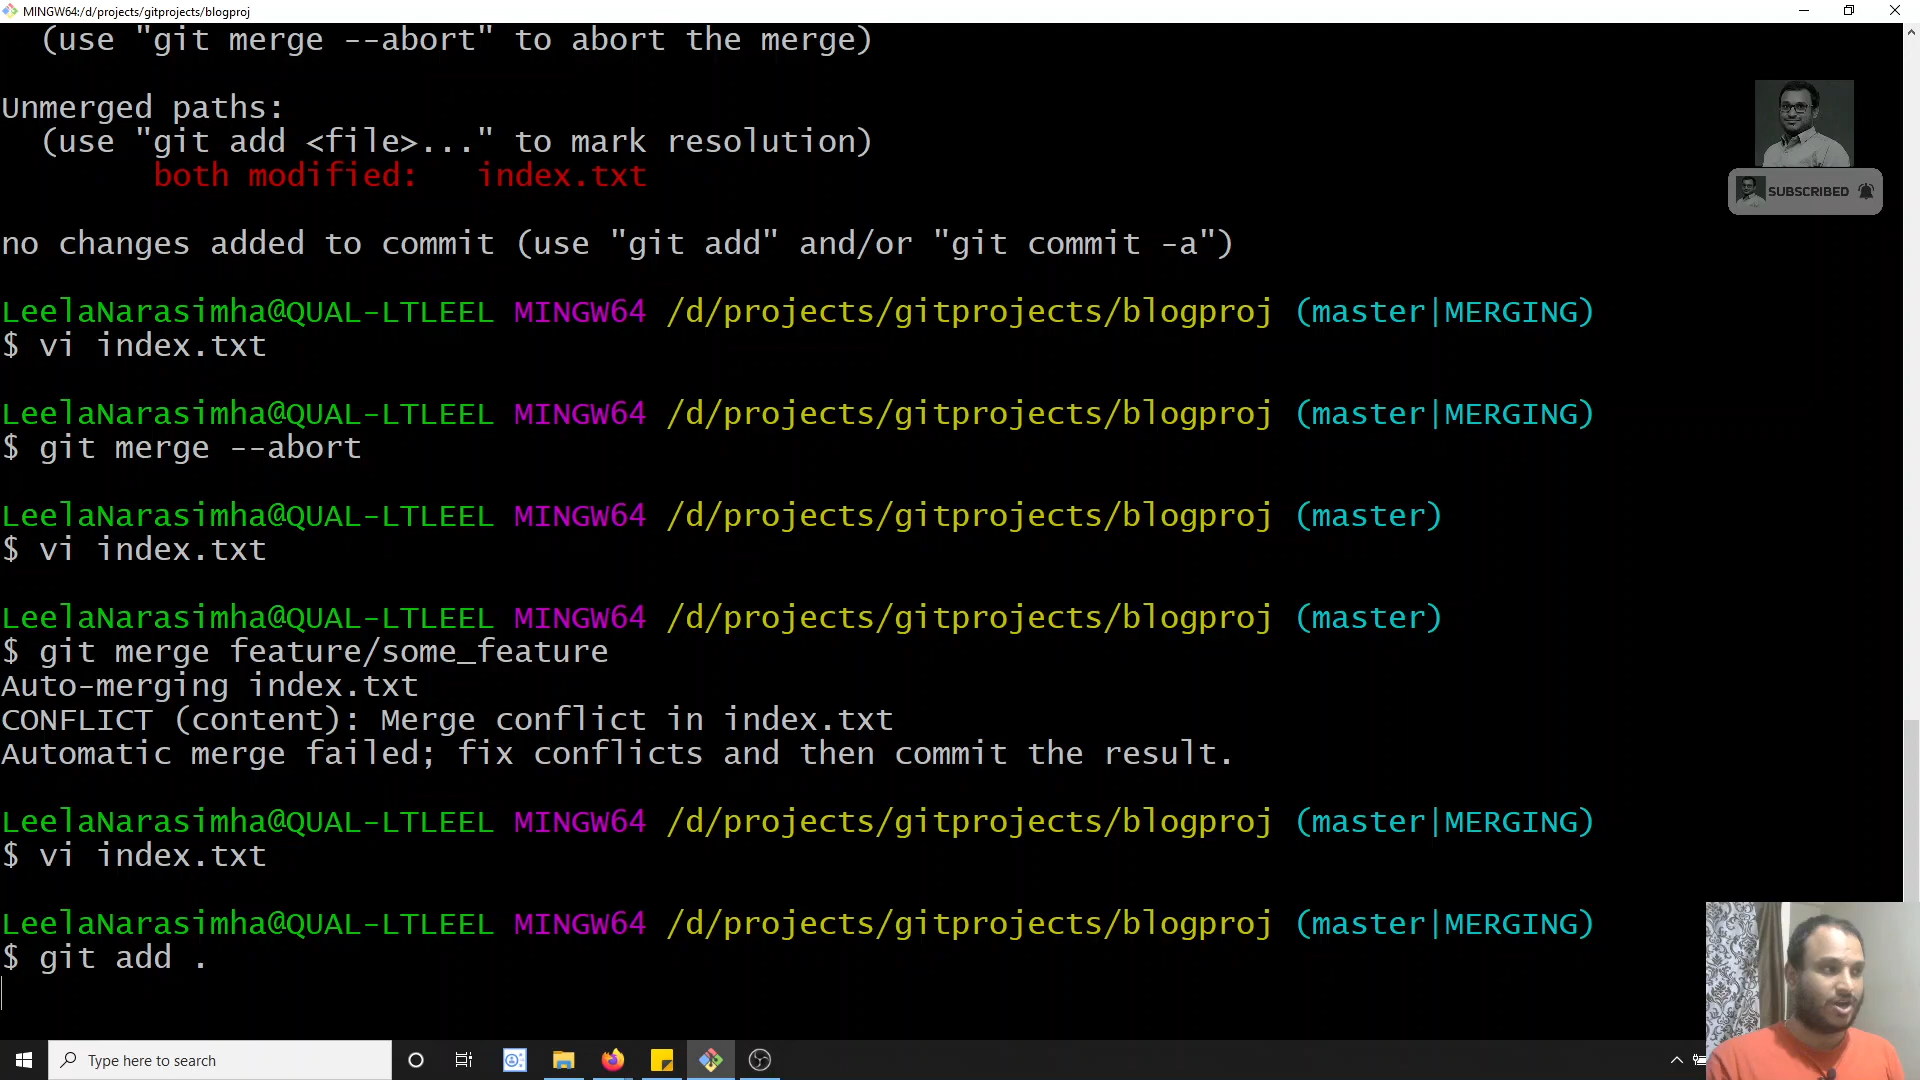 MINGW64:/d/projects/gitprojects/blogproj
(use "git merge --abort" to abort the merge)
Unmerged paths:
(use "git add <file>..." to mark resolution)
both modified:   index.txt
SUBSCRIBED
no changes added to commit (use "git add" and/or "git commit -a")
LeelaNarasimha@QUAL-LTLEEL MINGW64 /d/projects/gitprojects/blogproj (master|MERGING)
$ vi index.txt
LeelaNarasimha@QUAL-LTLEEL MINGW64 /d/projects/gitprojects/blogproj (master|MERGING)
$ git merge --abort
LeelaNarasimha@QUAL-LTLEEL MINGW64 /d/projects/gitprojects/blogproj (master)
$ vi index.txt
LeelaNarasimha@QUAL-LTLEEL MINGW64 /d/projects/gitprojects/blogproj (master)
$ git merge feature/some_feature
Auto-merging index.txt
CONFLICT (content): Merge conflict in index.txt
Automatic merge failed; fix conflicts and then commit the result.
LeelaNarasimha@QUAL-LTLEEL MINGW64 /d/projects/gitprojects/blogproj (master|MERGING)
$ vi index.txt
LeelaNarasimha@QUAL-LTLEEL MINGW64 /d/projects/gitprojects/blogproj (master|MERGING)
$ git add .
Type here to search